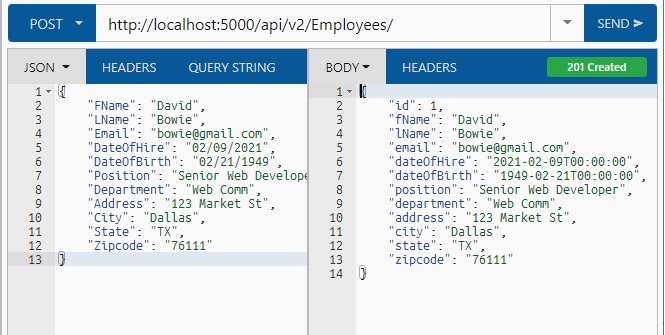 POST http://localhost:5000/api/v2/Employees/ SEND
JSON HEADERS QUERY STRING
1 {
2 "FName": "David",
3 "LName": "Bowie",
4 "Email": "bowie@gmail.com",
5 "DateOfHire": "02/09/2021",
6 "DateOfBirth": "02/21/1949",
7 "Position": "Senior Web Develope
8 "Department": "Web Comm",
9 "Address": "123 Market St",
10 "City": "Dallas",
11 "State": "TX",
12 "Zipcode": "76111"
13 }
BODY HEADERS 201 Created
1 {
2 "id": 1,
3 "fName": "David",
4 "lName": "Bowie",
5 "email": "bowie@gmail.com",
6 "dateOfHire": "2021-02-09T00:00:00",
7 "dateOfBirth": "1949-02-21T00:00:00",
8 "position": "Senior Web Developer",
9 "department": "Web Comm",
10 "address": "123 Market St",
11 "city": "Dallas",
12 "state": "TX",
13 "zipcode": "76111"
14 }